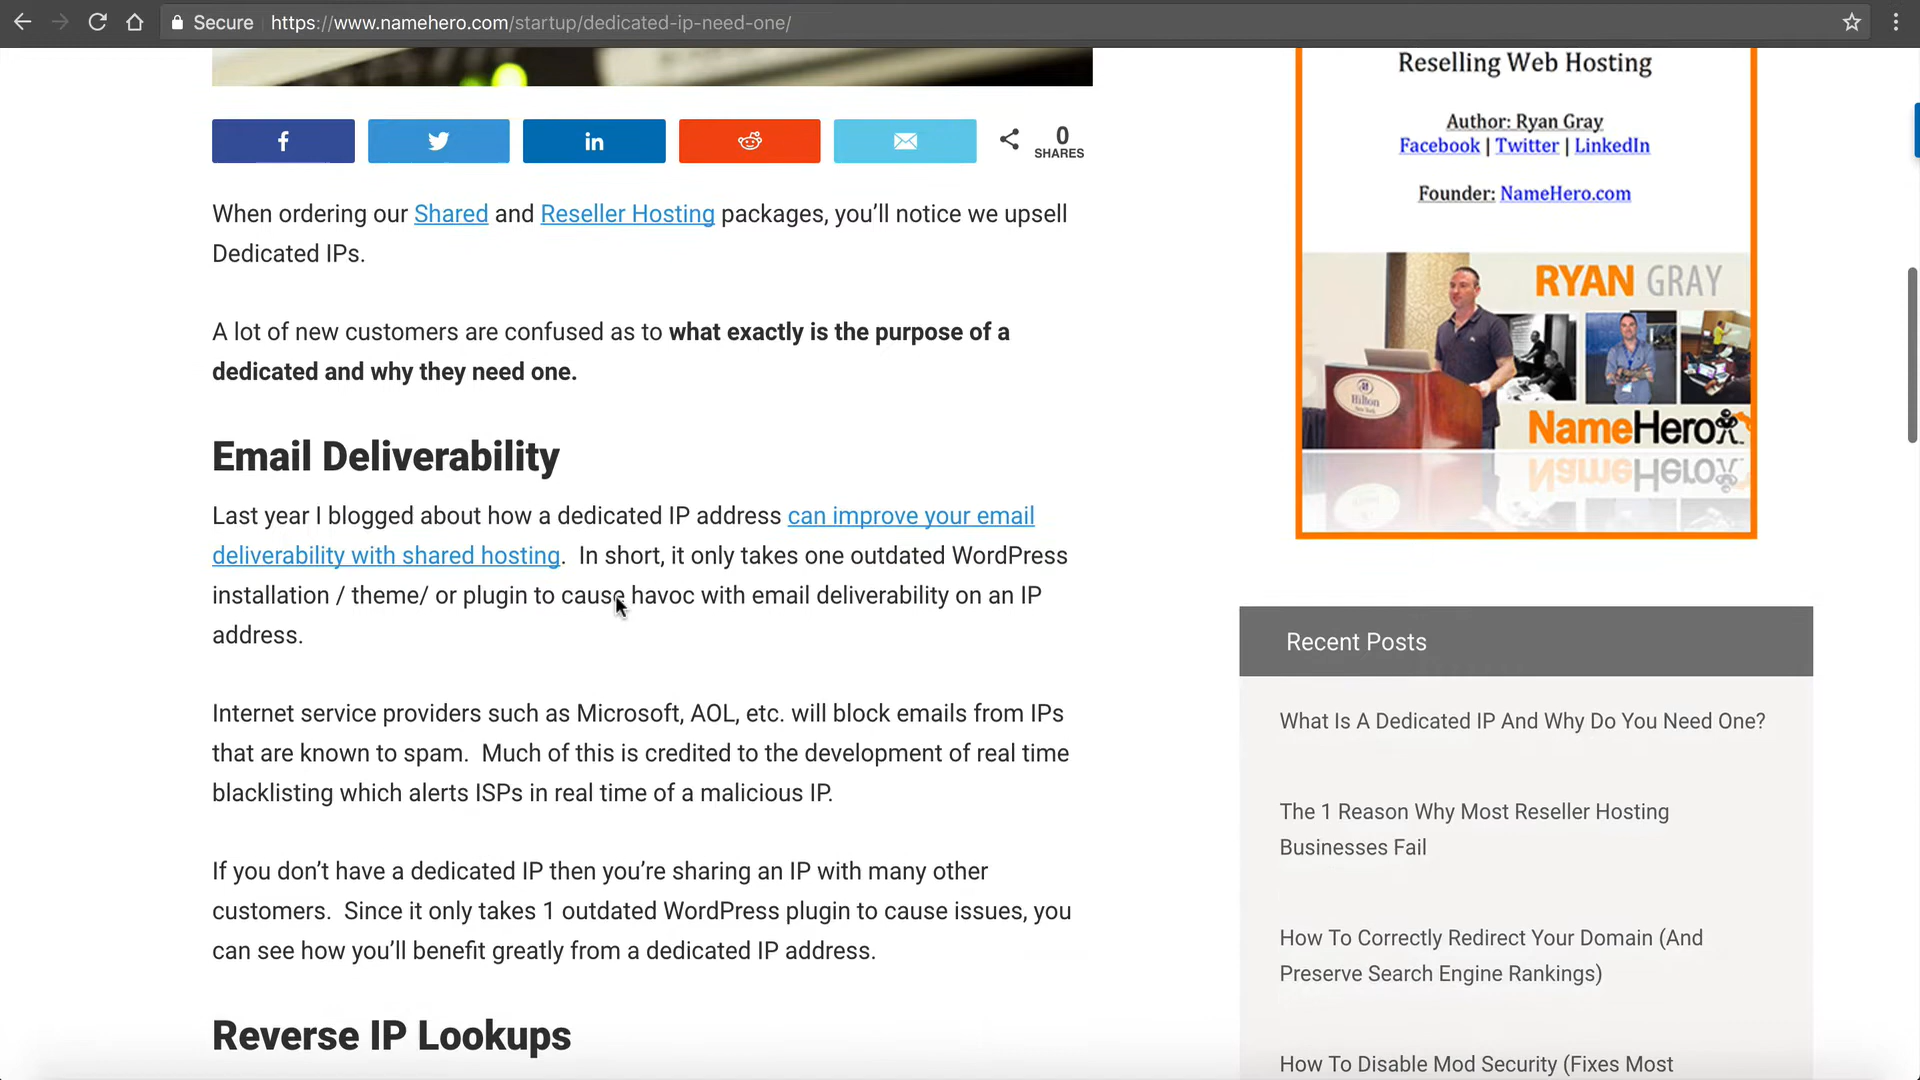 Secure https://www.namehero.com/startup/dedicated-ip-need-one/
0
SHARES
When ordering our Shared and Reseller Hosting packages, you’ll notice we upsell
Dedicated IPs.
A lot of new customers are confused as to what exactly is the purpose of a
dedicated and why they need one.
Email Deliverability
Last year I blogged about how a dedicated IP address can improve your email
deliverability with shared hosting.  In short, it only takes one outdated WordPress
installation / theme/ or plugin to cause havoc with email deliverability on an IP
address.
Internet service providers such as Microsoft, AOL, etc. will block emails from IPs
that are known to spam.  Much of this is credited to the development of real time
blacklisting which alerts ISPs in real time of a malicious IP.
If you don’t have a dedicated IP then you’re sharing an IP with many other
customers.  Since it only takes 1 outdated WordPress plugin to cause issues, you
can see how you’ll benefit greatly from a dedicated IP address.
Reverse IP Lookups
Reselling Web Hosting
Author: Ryan Gray
Facebook | Twitter | LinkedIn
Founder: NameHero.com
RYAN GRAY
Hilton
NameHero
NameHero
Recent Posts
What Is A Dedicated IP And Why Do You Need One?
The 1 Reason Why Most Reseller Hosting
Businesses Fail
How To Correctly Redirect Your Domain (And
Preserve Search Engine Rankings)
How To Disable Mod Security (Fixes Most